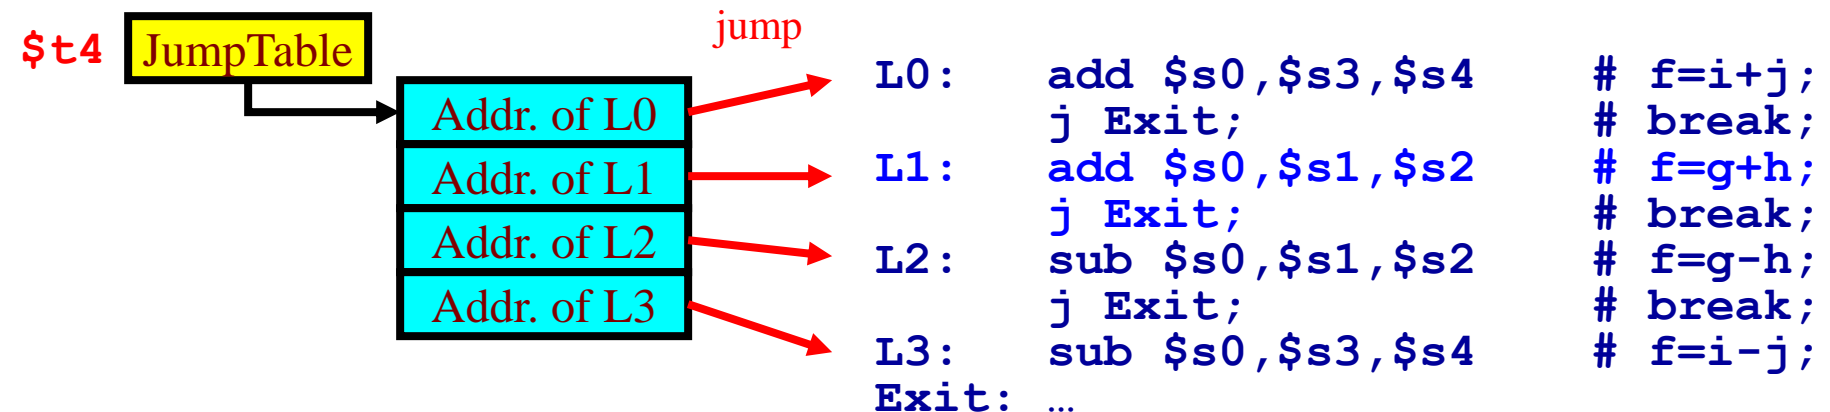 jump
$t4 JumpTable
Addr. of L0
Addr. of L1
Addr. of L2
Addr. of L3
L0: add $s0,$s3,$s4 # f=i+j;
j Exit; # break;
L1: add $s0,$s1,$s2 # f=g+h;
j Exit; # break;
L2: sub $s0,$s1,$s2 # f=g-h;
j Exit; # break;
L3: sub $s0,$s3,$s4 # f=i-j;
Exit: …